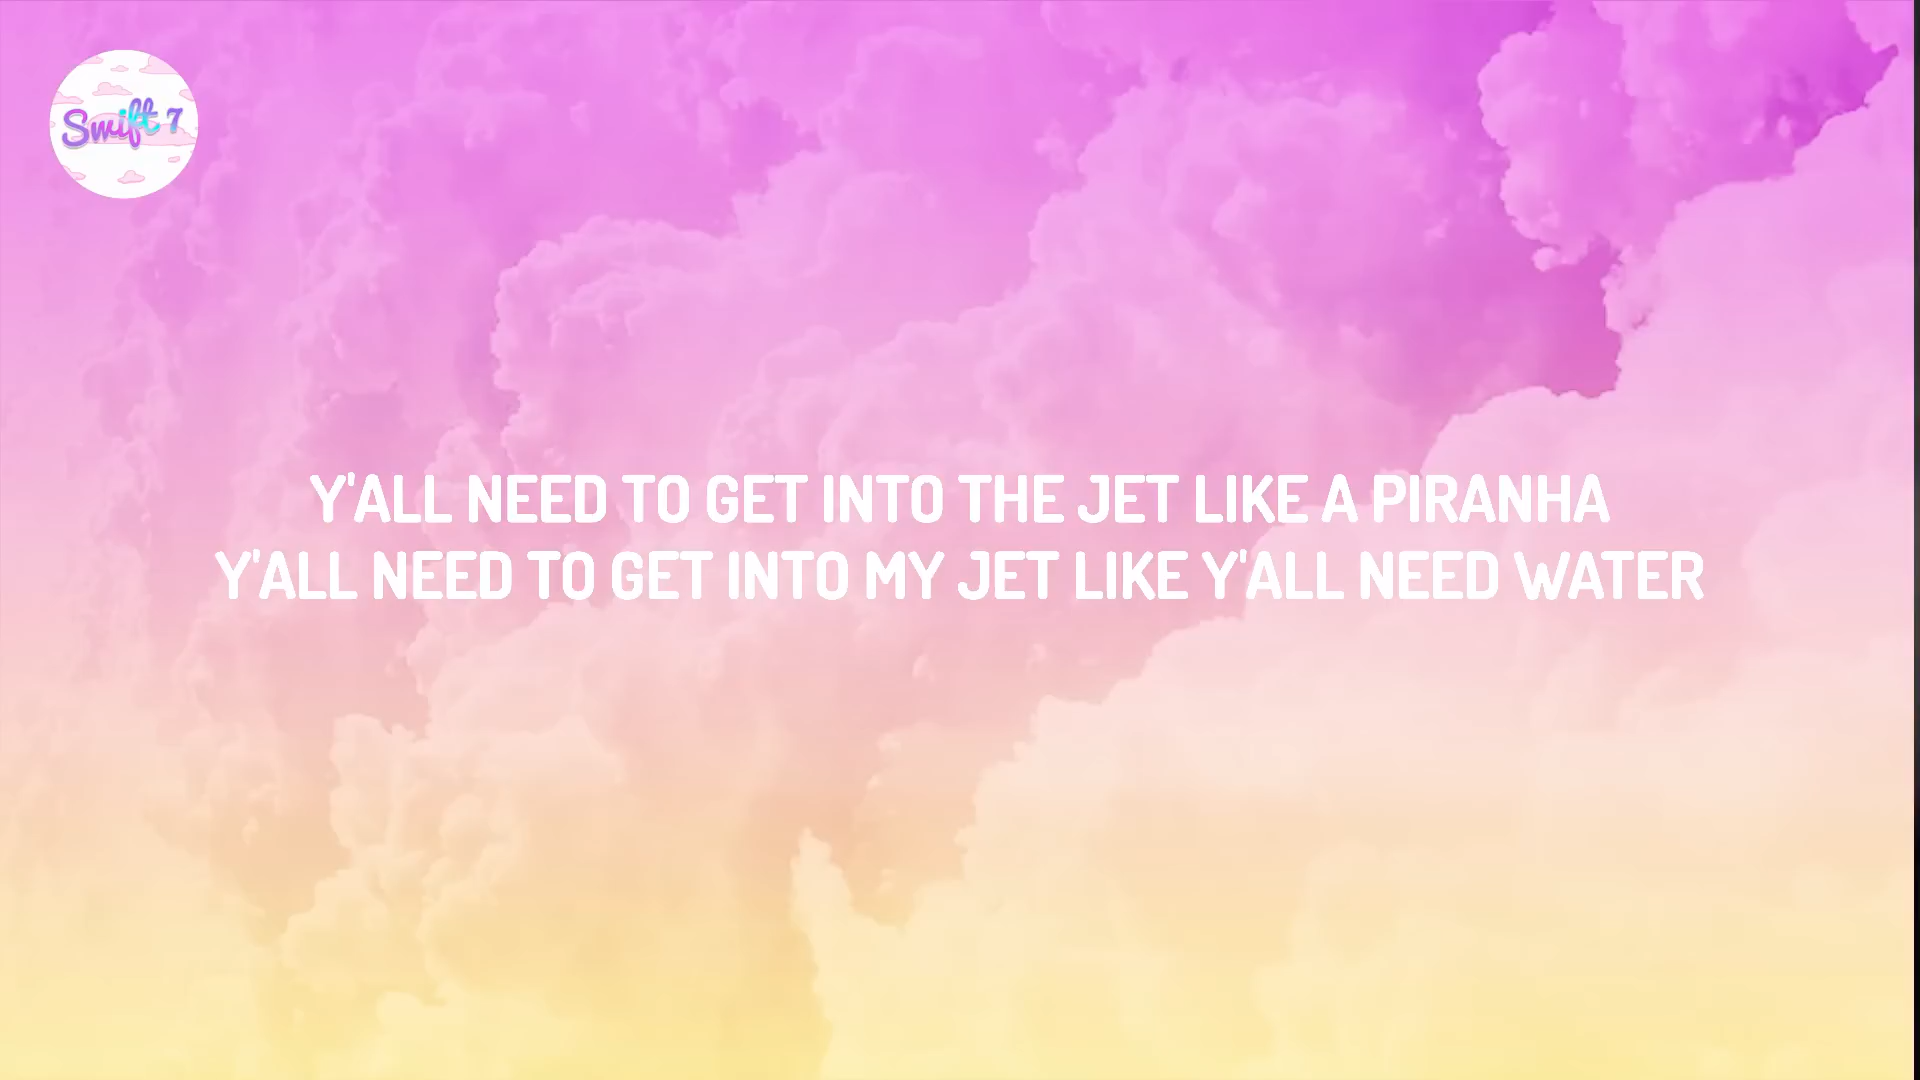 Swift 7
Y'ALL NEED TO GET INTO THE JET LIKE A PIRANHA
Y'ALL NEED TO GET INTO MY JET LIKE Y'ALL NEED WATER